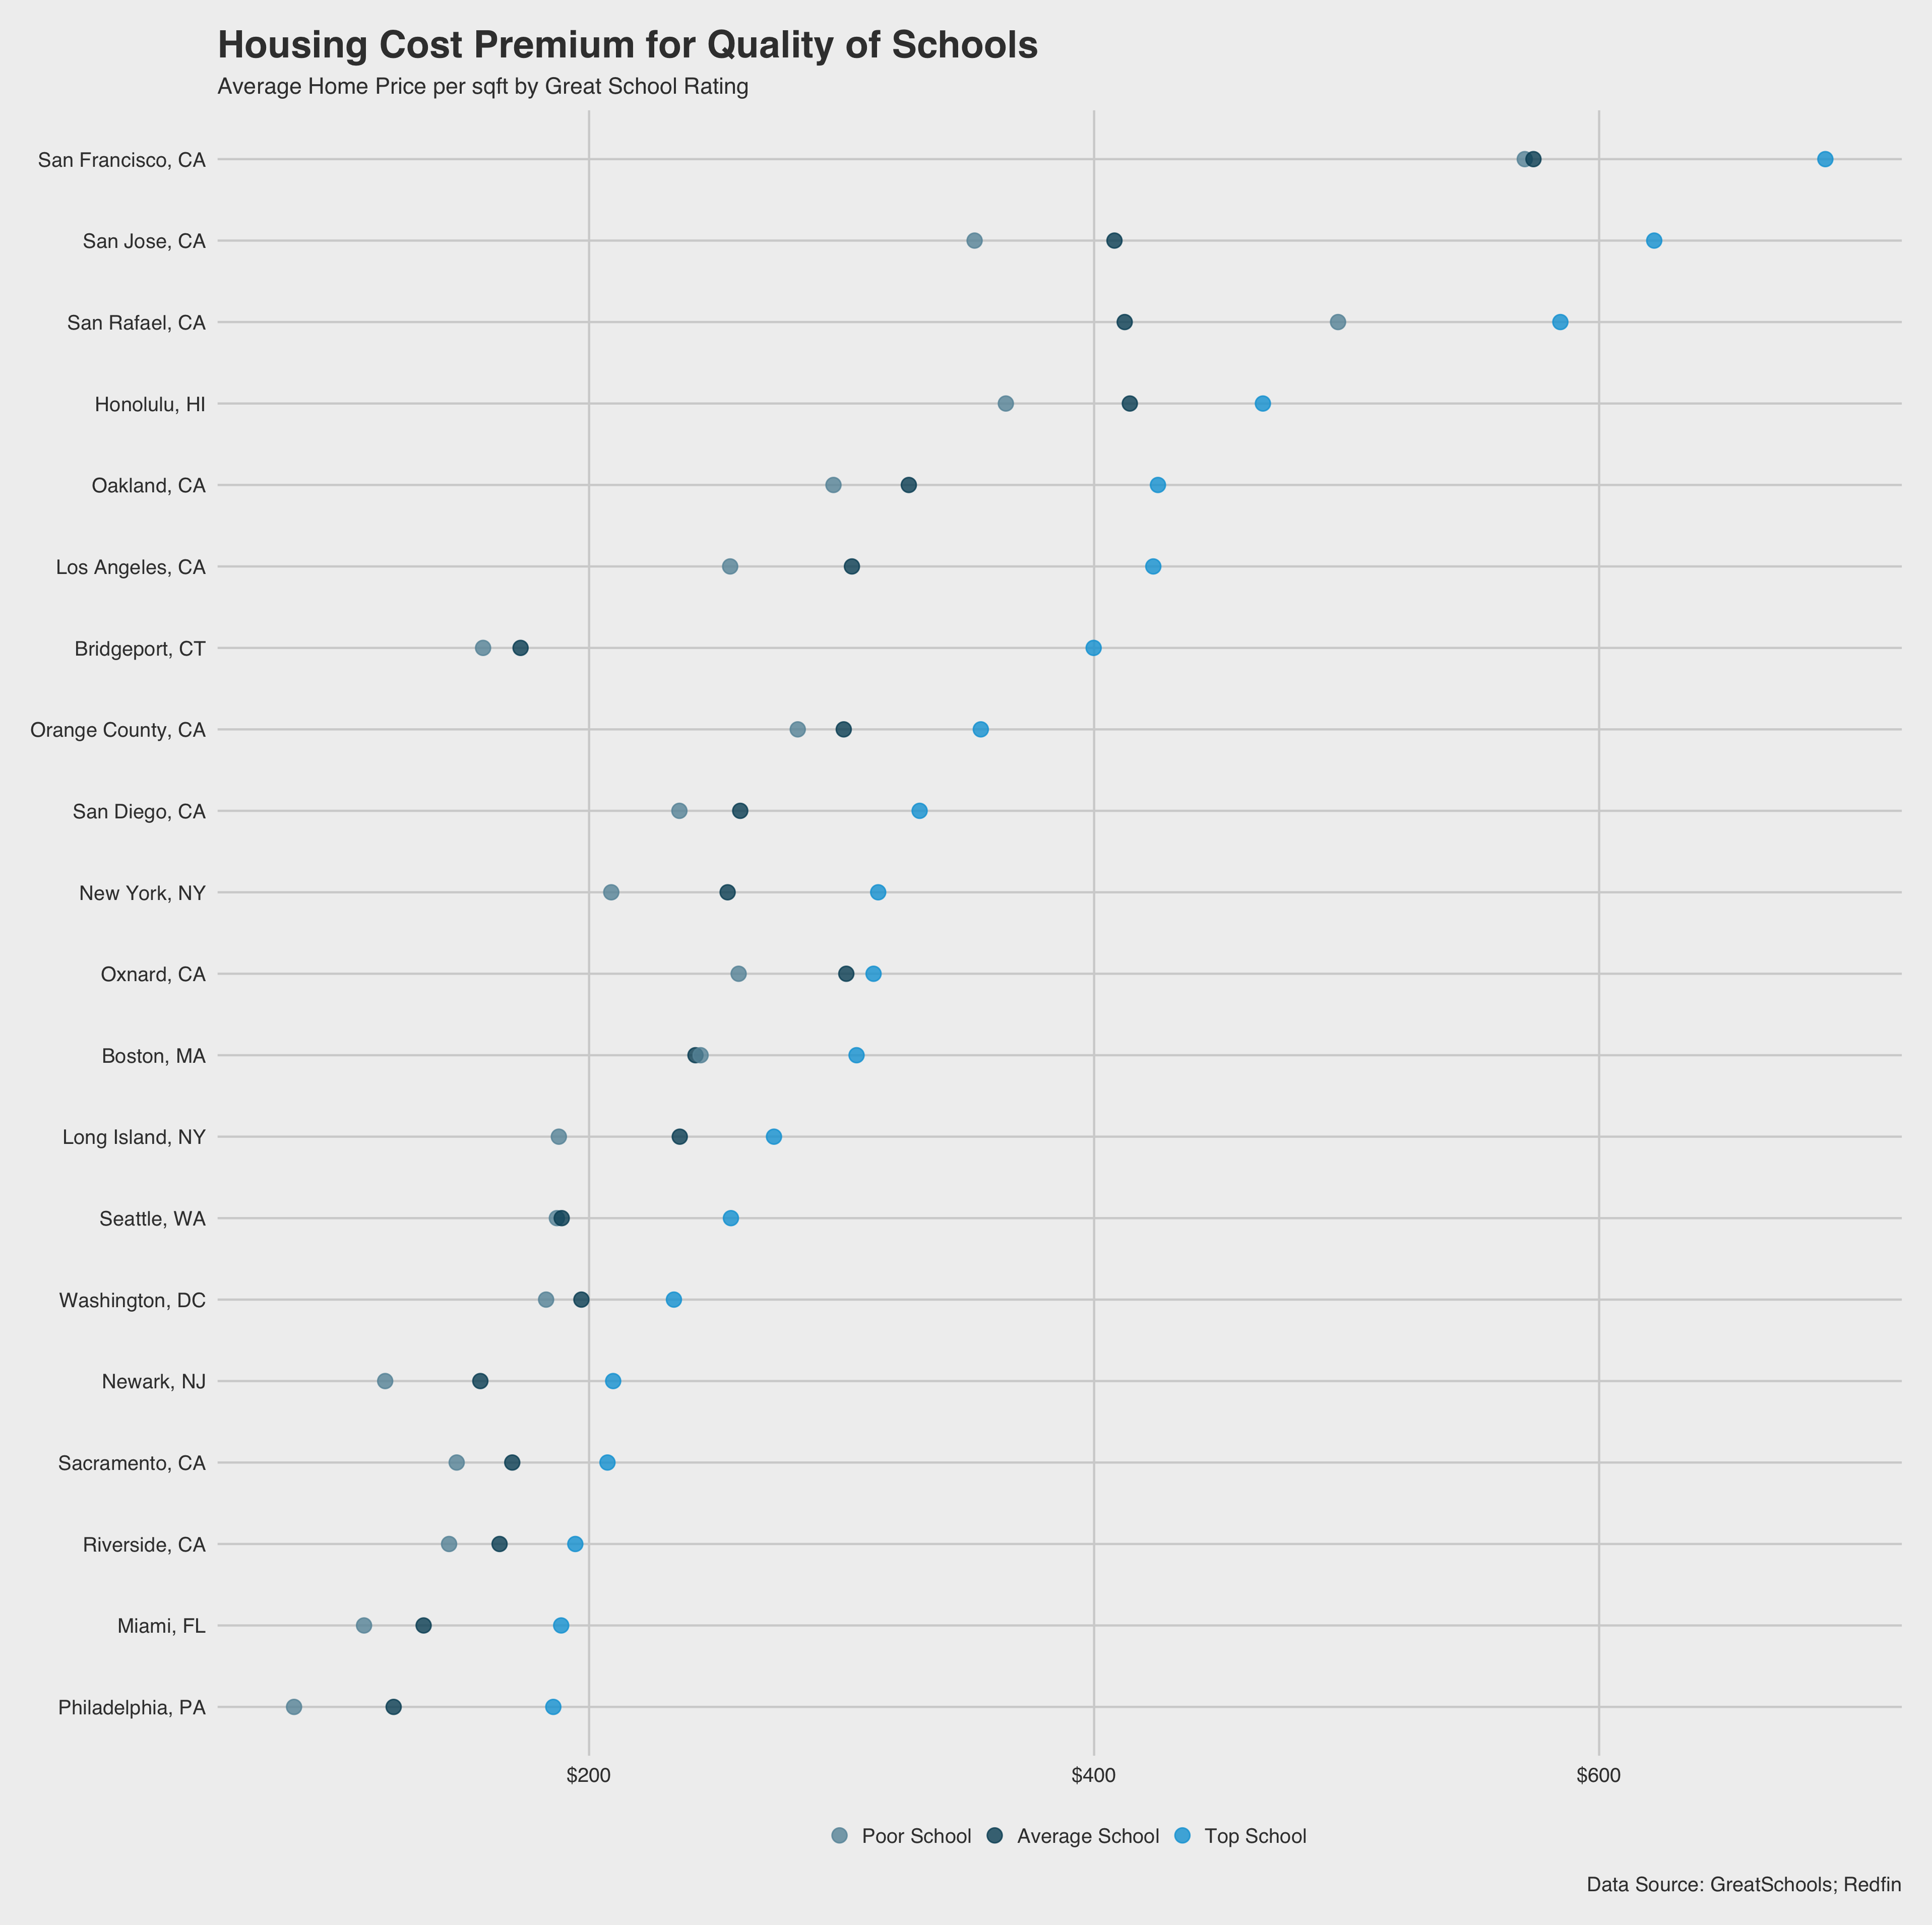 Housing Cost Premium for Quality of Schools
Average Home Price per sqft by Great School Rating
San Francisco, CA
San Jose, CA
San Rafael, CA
Honolulu, HI
Oakland, CA
Los Angeles, CA
Bridgeport, CT
Orange County, CA
San Diego, CA
New York, NY
Oxnard, CA
Boston, MA
Long Island, NY
Seattle, WA
Washington, DC
Newark, NJ
Sacramento, CA
Riverside, CA
Miami, FL
Philadelphia, PA
$200 $400 $600
Poor School Average School Top School
Data Source: GreatSchools; Redfin